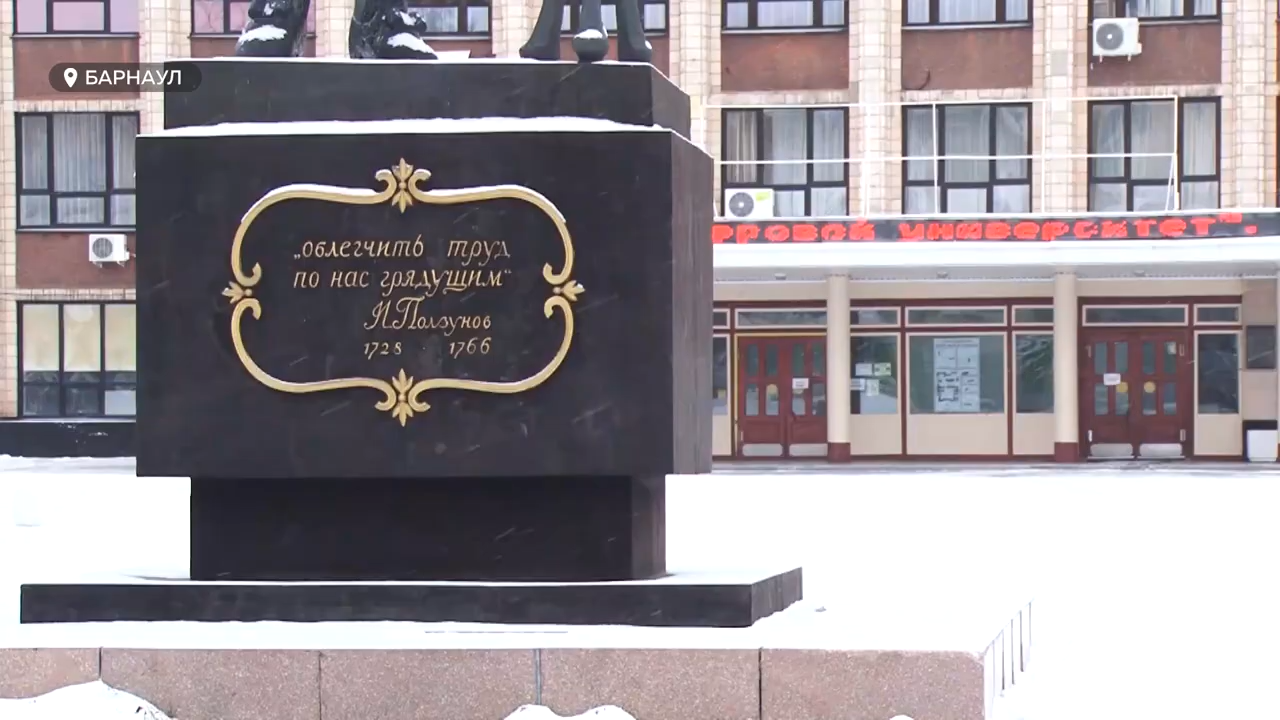 БАРНАУЛ
„облегчить труд
по нас грядущим“
И. Ползунов
1728 · 1766
рровой университет".